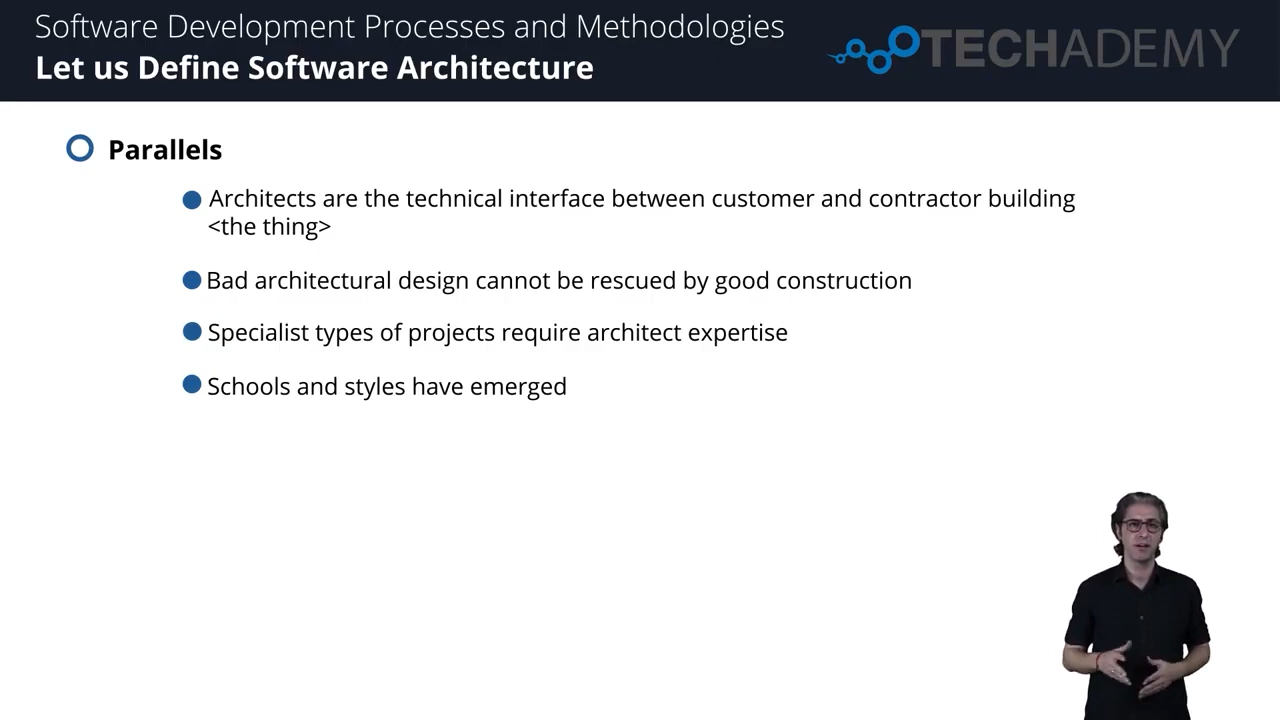 Software Development Processes and Methodologies
Let us Define Software Architecture
TECHADEMY
Parallels
Architects are the technical interface between customer and contractor building
<the thing>
Bad architectural design cannot be rescued by good construction
Specialist types of projects require architect expertise
Schools and styles have emerged